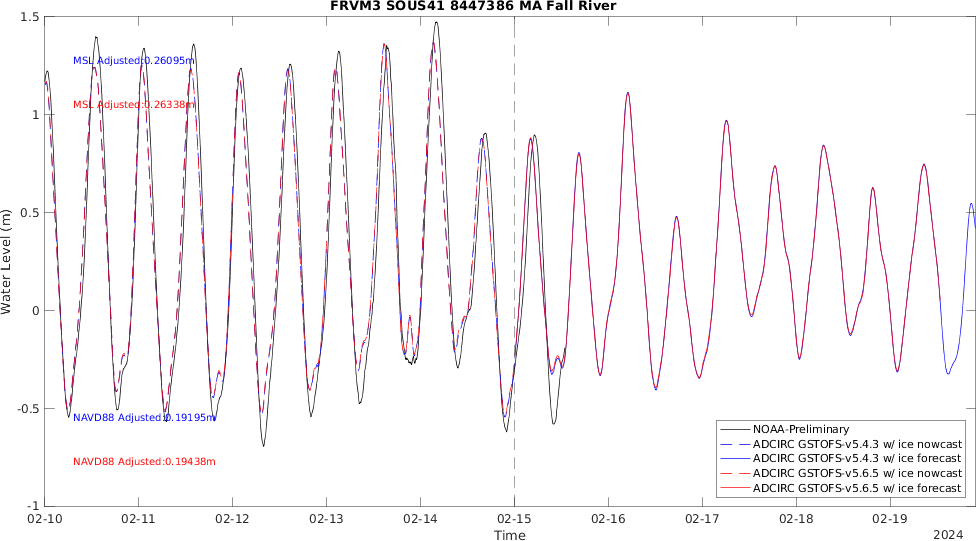 FRVM3 SOUS41 8447386 MA Fall River
1.5
1
0.5
0
-0.5
-1
Water Level (m)
MSL Adjusted:0.26095m
MSL Adjusted:0.26338m
NAVD88 Adjusted:0.19195m
NAVD88 Adjusted:0.19438m
NOAA-Preliminary
ADCIRC GSTOFS-v5.4.3 w/ ice nowcast
ADCIRC GSTOFS-v5.4.3 w/ ice forecast
ADCIRC GSTOFS-v5.6.5 w/ ice nowcast
ADCIRC GSTOFS-v5.6.5 w/ ice forecast
02-10 02-11 02-12 02-13 02-14 02-15 02-16 02-17 02-18 02-19
Time
2024